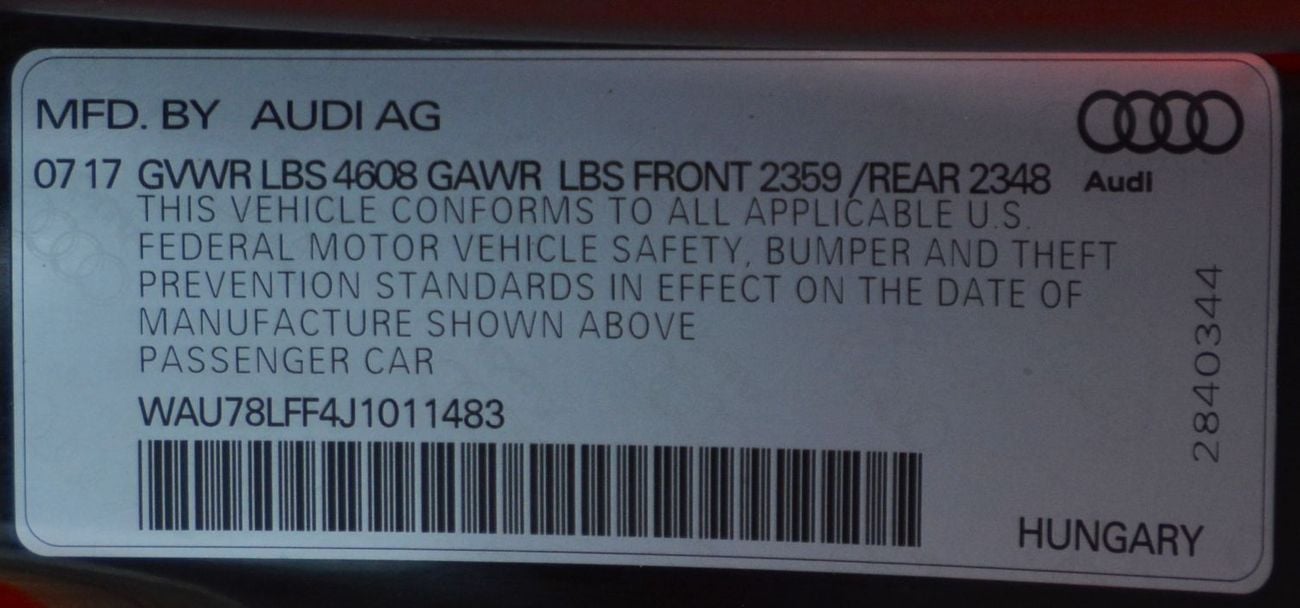 MFD. BY AUDI AG
07 17 GVWR LBS 4608 GAWR LBS FRONT 2359 /REAR 2348
Audi
THIS VEHICLE CONFORMS TO ALL APPLICABLE U.S.
FEDERAL MOTOR VEHICLE SAFETY, BUMPER AND THEFT
PREVENTION STANDARDS IN EFFECT ON THE DATE OF
MANUFACTURE SHOWN ABOVE
PASSENGER CAR
WAU78LFF4J1011483
2840344
HUNGARY